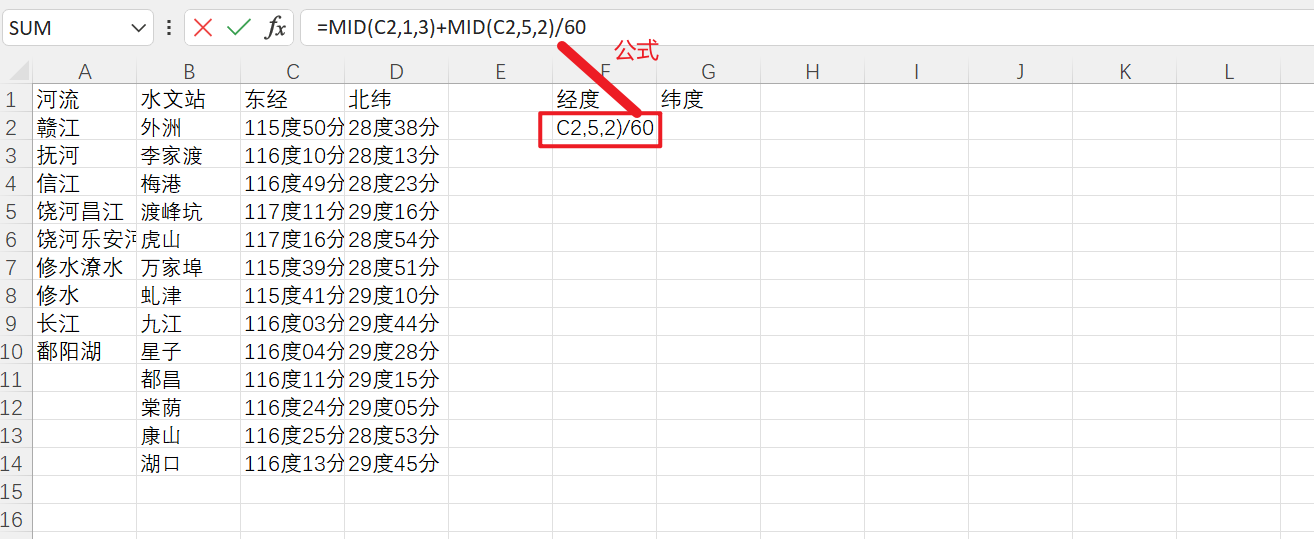 SUM
fx =MID(C2,1,3)+MID(C2,5,2)/60
公式
A B C D E F G H I J K L
1 河流 水文站 东经 北纬 经度 纬度
2 赣江 外洲 115度50分 28度38分 C2,5,2)/60
3 抚河 李家渡 116度10分 28度13分
4 信江 梅港 116度49分 28度23分
5 饶河昌江 渡峰坑 117度11分 29度16分
6 饶河乐安河 虎山 117度16分 28度54分
7 修水潦水 万家埠 115度39分 28度51分
8 修水 虬津 115度41分 29度10分
9 长江 九江 116度03分 29度44分
10 鄱阳湖 星子 116度04分 29度28分
11 都昌 116度11分 29度15分
12 棠荫 116度24分 29度05分
13 康山 116度25分 28度53分
14 湖口 116度13分 29度45分
15
16